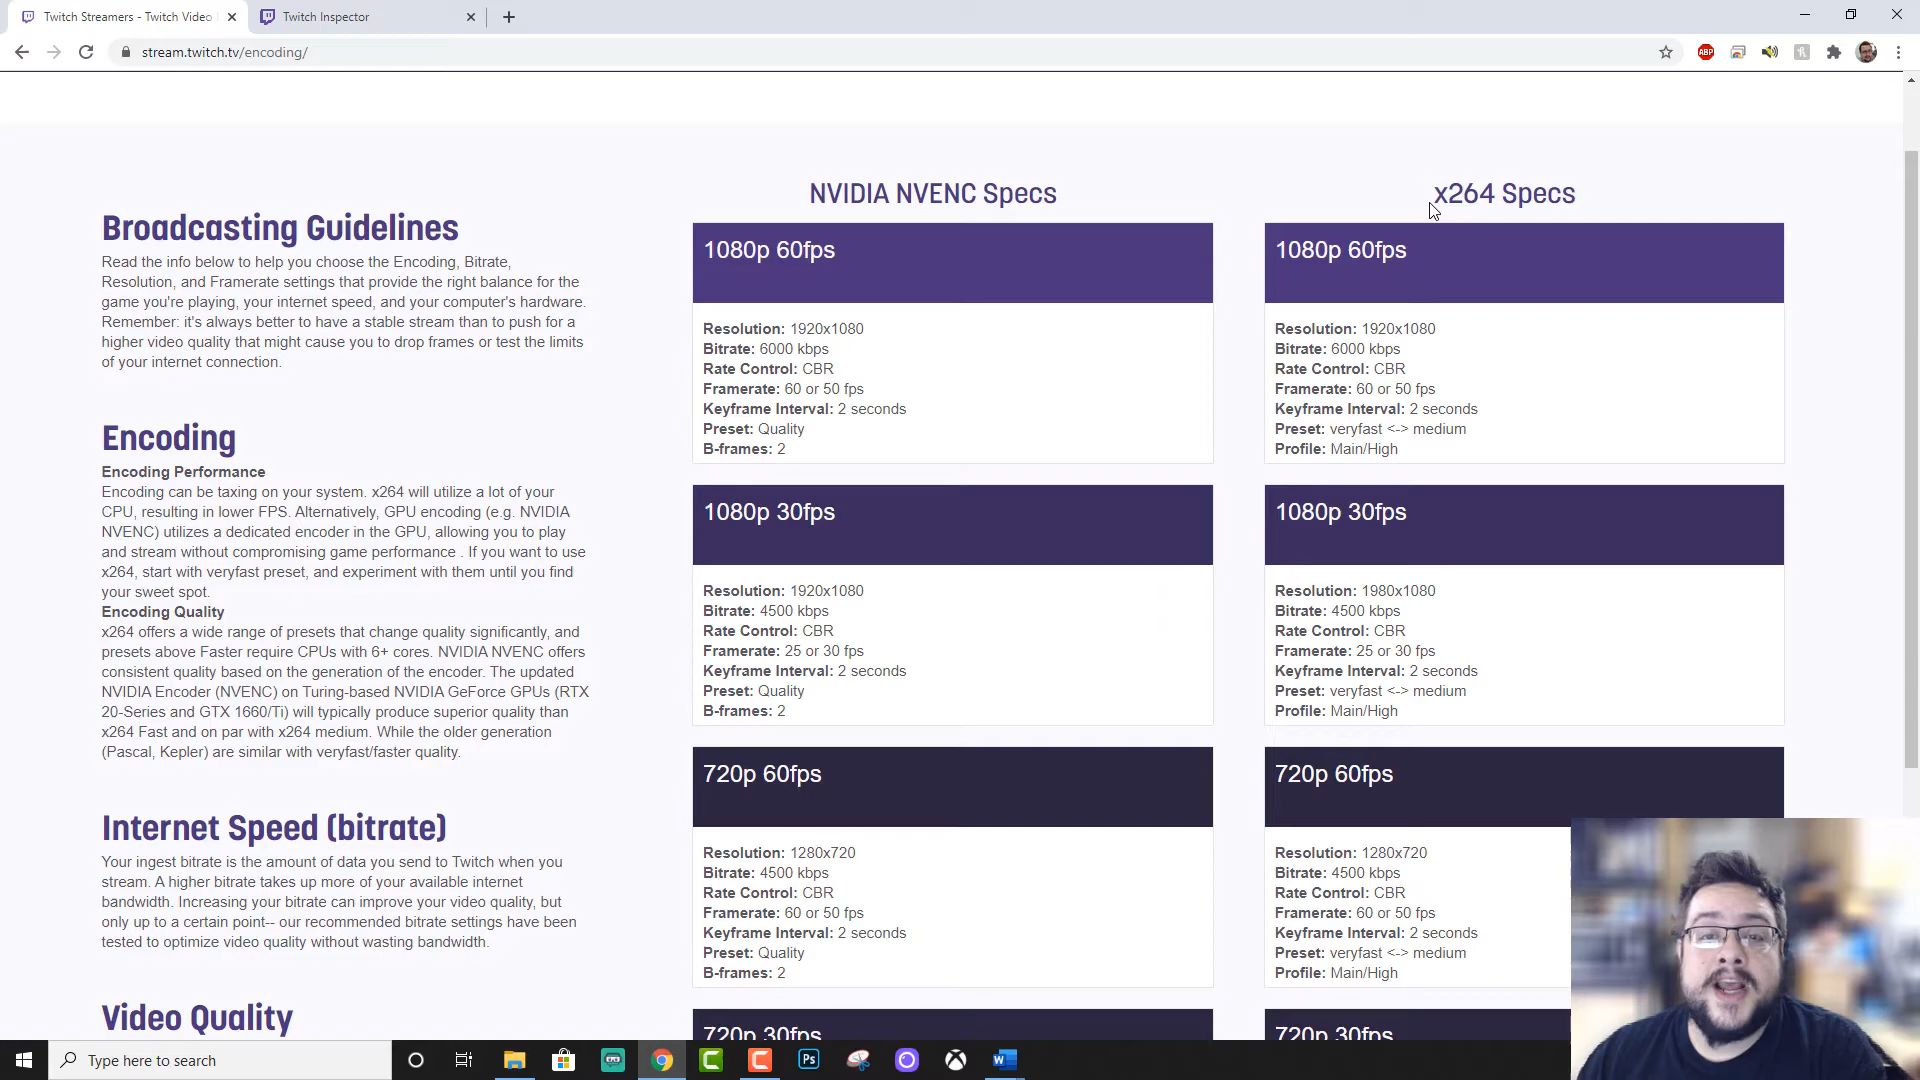 Twitch Streamers - Twitch Video
Twitch Inspector
stream.twitch.tv/encoding/
ABP
Broadcasting Guidelines
Read the info below to help you choose the Encoding, Bitrate,
Resolution, and Framerate settings that provide the right balance for the
game you're playing, your internet speed, and your computer's hardware.
Remember: it's always better to have a stable stream than to push for a
higher video quality that might cause you to drop frames or test the limits
of your internet connection.
Encoding
Encoding Performance
Encoding can be taxing on your system. x264 will utilize a lot of your
CPU, resulting in lower FPS. Alternatively, GPU encoding (e.g. NVIDIA
NVENC) utilizes a dedicated encoder in the GPU, allowing you to play
and stream without compromising game performance . If you want to use
x264, start with veryfast preset, and experiment with them until you find
your sweet spot.
Encoding Quality
x264 offers a wide range of presets that change quality significantly, and
presets above Faster require CPUs with 6+ cores. NVIDIA NVENC offers
consistent quality based on the generation of the encoder. The updated
NVIDIA Encoder (NVENC) on Turing-based NVIDIA GeForce GPUs (RTX
20-Series and GTX 1660/Ti) will typically produce superior quality than
x264 Fast and on par with x264 medium. While the older generation
(Pascal, Kepler) are similar with veryfast/faster quality.
Internet Speed (bitrate)
Your ingest bitrate is the amount of data you send to Twitch when you
stream. A higher bitrate takes up more of your available internet
bandwidth. Increasing your bitrate can improve your video quality, but
only up to a certain point-- our recommended bitrate settings have been
tested to optimize video quality without wasting bandwidth.
Video Quality
NVIDIA NVENC Specs
1080p 60fps
Resolution: 1920x1080
Bitrate: 6000 kbps
Rate Control: CBR
Framerate: 60 or 50 fps
Keyframe Interval: 2 seconds
Preset: Quality
B-frames: 2
1080p 30fps
Resolution: 1920x1080
Bitrate: 4500 kbps
Rate Control: CBR
Framerate: 25 or 30 fps
Keyframe Interval: 2 seconds
Preset: Quality
B-frames: 2
720p 60fps
Resolution: 1280x720
Bitrate: 4500 kbps
Rate Control: CBR
Framerate: 60 or 50 fps
Keyframe Interval: 2 seconds
Preset: Quality
B-frames: 2
720p 30fps
x264 Specs
1080p 60fps
Resolution: 1920x1080
Bitrate: 6000 kbps
Rate Control: CBR
Framerate: 60 or 50 fps
Keyframe Interval: 2 seconds
Preset: veryfast <-> medium
Profile: Main/High
1080p 30fps
Resolution: 1980x1080
Bitrate: 4500 kbps
Rate Control: CBR
Framerate: 25 or 30 fps
Keyframe Interval: 2 seconds
Preset: veryfast <-> medium
Profile: Main/High
720p 60fps
Resolution: 1280x720
Bitrate: 4500 kbps
Rate Control: CBR
Framerate: 60 or 50 fps
Keyframe Interval: 2 seconds
Preset: veryfast <-> medium
Profile: Main/High
720p 30fps
Type here to search
C
C
Ps
W